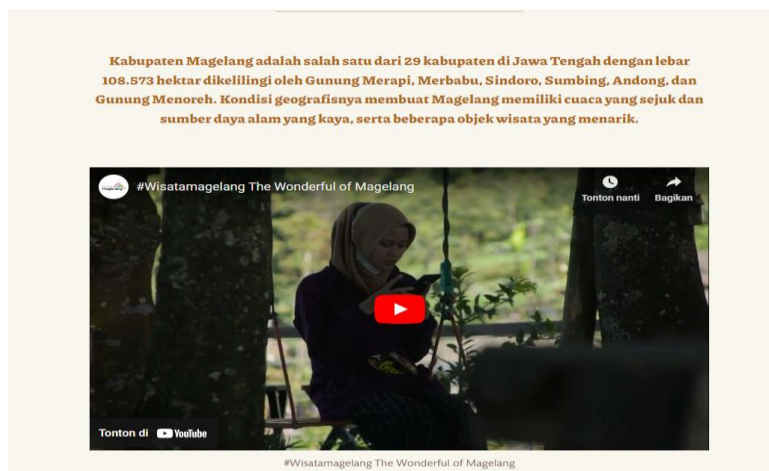 Kabupaten Magelang adalah salah satu dari 29 kabupaten di Jawa Tengah dengan lebar
108.573 hektar dikelilingi oleh Gunung Merapi, Merbabu, Sindoro, Sumbing, Andong, dan
Gunung Menoreh. Kondisi geografisnya membuat Magelang memiliki cuaca yang sejuk dan
sumber daya alam yang kaya, serta beberapa objek wisata yang menarik.
#Wisatamagelang The Wonderful of Magelang
Tonton nanti
Bagikan
Tonton di YouTube
#Wisatamagelang The Wonderful of Magelang